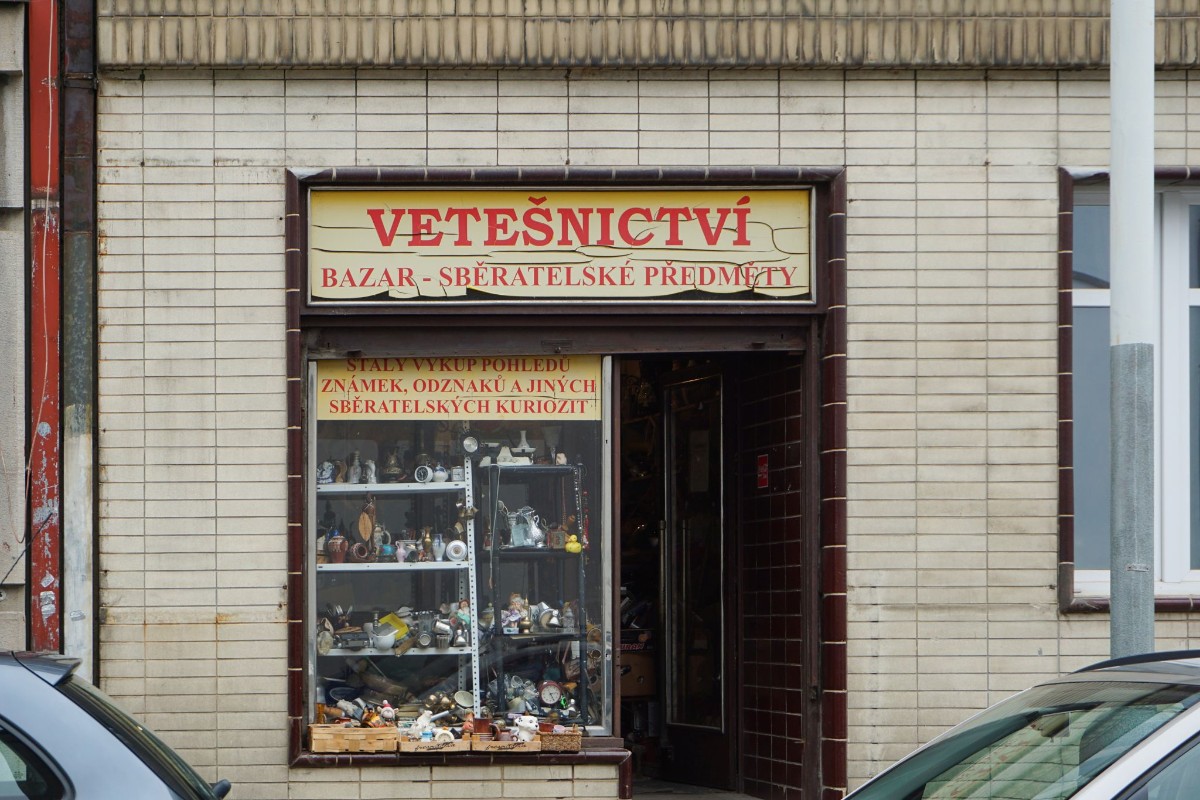 VETEŠNICTVÍ
BAZAR - SBĚRATELSKÉ PŘEDMĚTY
STÁLÝ VÝKUP POHLEDŮ
ZNÁMEK, ODZNAKŮ A JINÝCH
SBĚRATELSKÝCH KURIOZIT